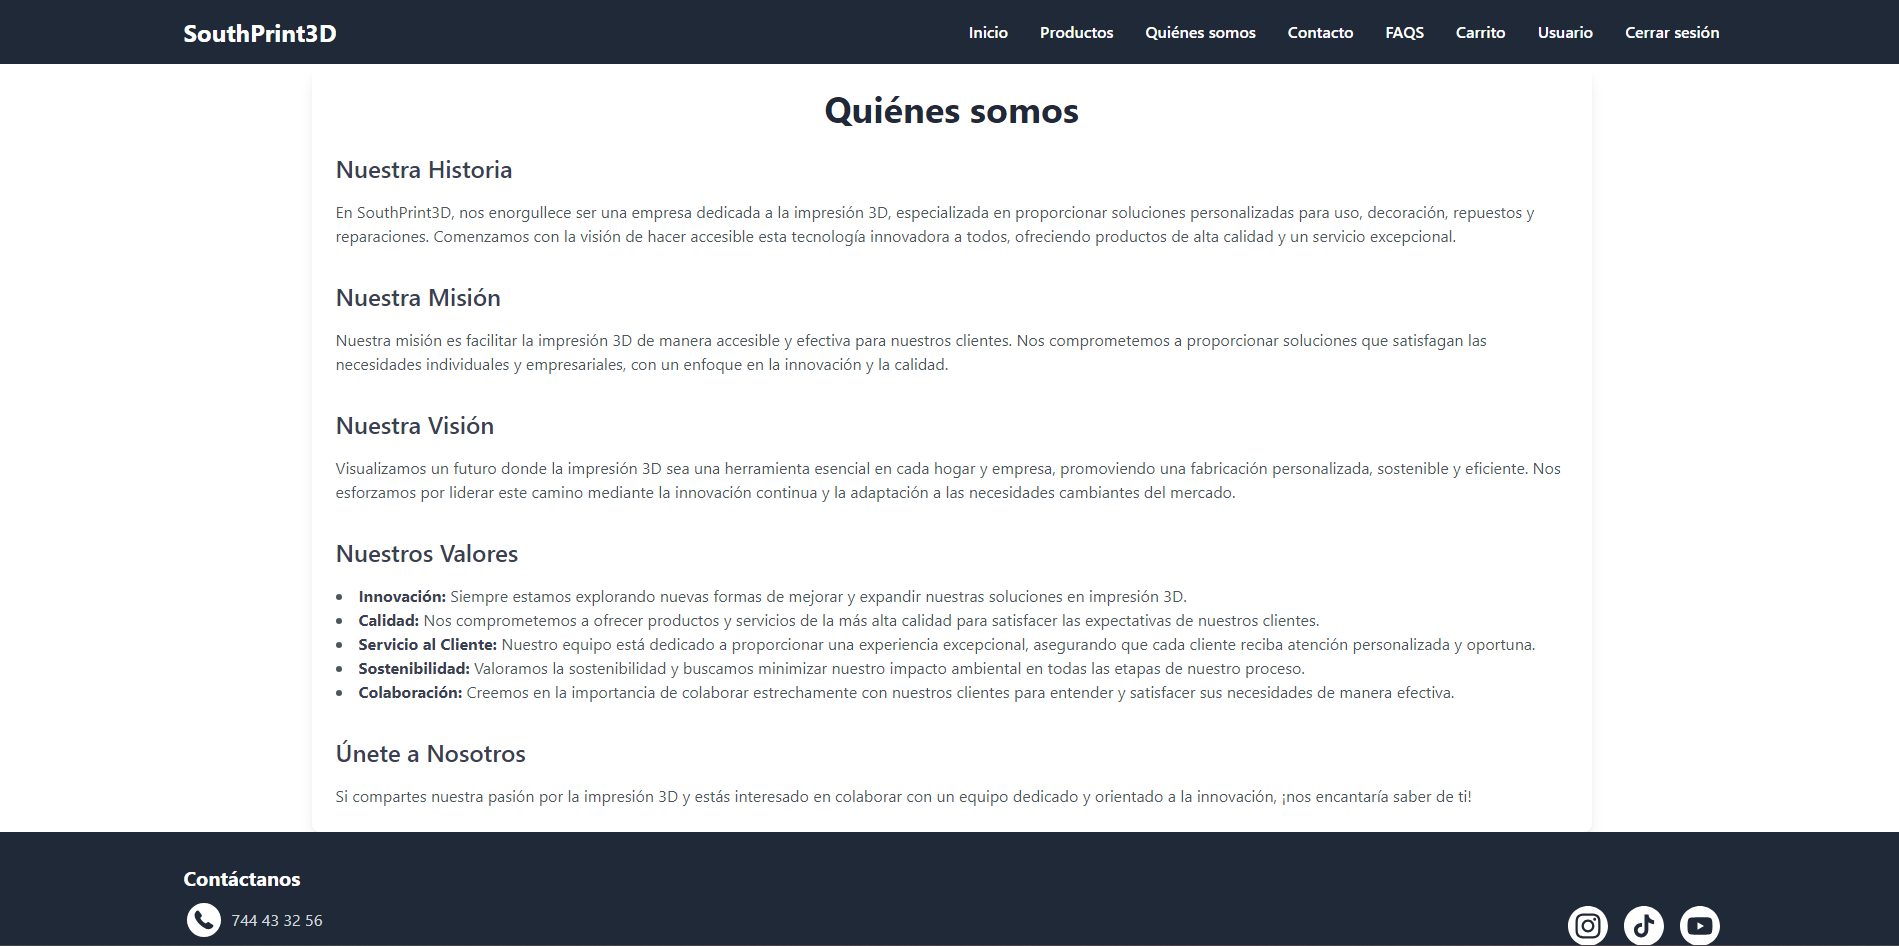 SouthPrint3D
Inicio Productos Quiénes somos Contacto FAQS Carrito Usuario Cerrar sesión
Quiénes somos
Nuestra Historia
En SouthPrint3D, nos enorgullece ser una empresa dedicada a la impresión 3D, especializada en proporcionar soluciones personalizadas para uso, decoración, repuestos y
reparaciones. Comenzamos con la visión de hacer accesible esta tecnología innovadora a todos, ofreciendo productos de alta calidad y un servicio excepcional.
Nuestra Misión
Nuestra misión es facilitar la impresión 3D de manera accesible y efectiva para nuestros clientes. Nos comprometemos a proporcionar soluciones que satisfagan las
necesidades individuales y empresariales, con un enfoque en la innovación y la calidad.
Nuestra Visión
Visualizamos un futuro donde la impresión 3D sea una herramienta esencial en cada hogar y empresa, promoviendo una fabricación personalizada, sostenible y eficiente. Nos
esforzamos por liderar este camino mediante la innovación continua y la adaptación a las necesidades cambiantes del mercado.
Nuestros Valores
• Innovación: Siempre estamos explorando nuevas formas de mejorar y expandir nuestras soluciones en impresión 3D.
• Calidad: Nos comprometemos a ofrecer productos y servicios de la más alta calidad para satisfacer las expectativas de nuestros clientes.
• Servicio al Cliente: Nuestro equipo está dedicado a proporcionar una experiencia excepcional, asegurando que cada cliente reciba atención personalizada y oportuna.
• Sostenibilidad: Valoramos la sostenibilidad y buscamos minimizar nuestro impacto ambiental en todas las etapas de nuestro proceso.
• Colaboración: Creemos en la importancia de colaborar estrechamente con nuestros clientes para entender y satisfacer sus necesidades de manera efectiva.
Únete a Nosotros
Si compartes nuestra pasión por la impresión 3D y estás interesado en colaborar con un equipo dedicado y orientado a la innovación, ¡nos encantaría saber de ti!
Contáctanos
744 43 32 56